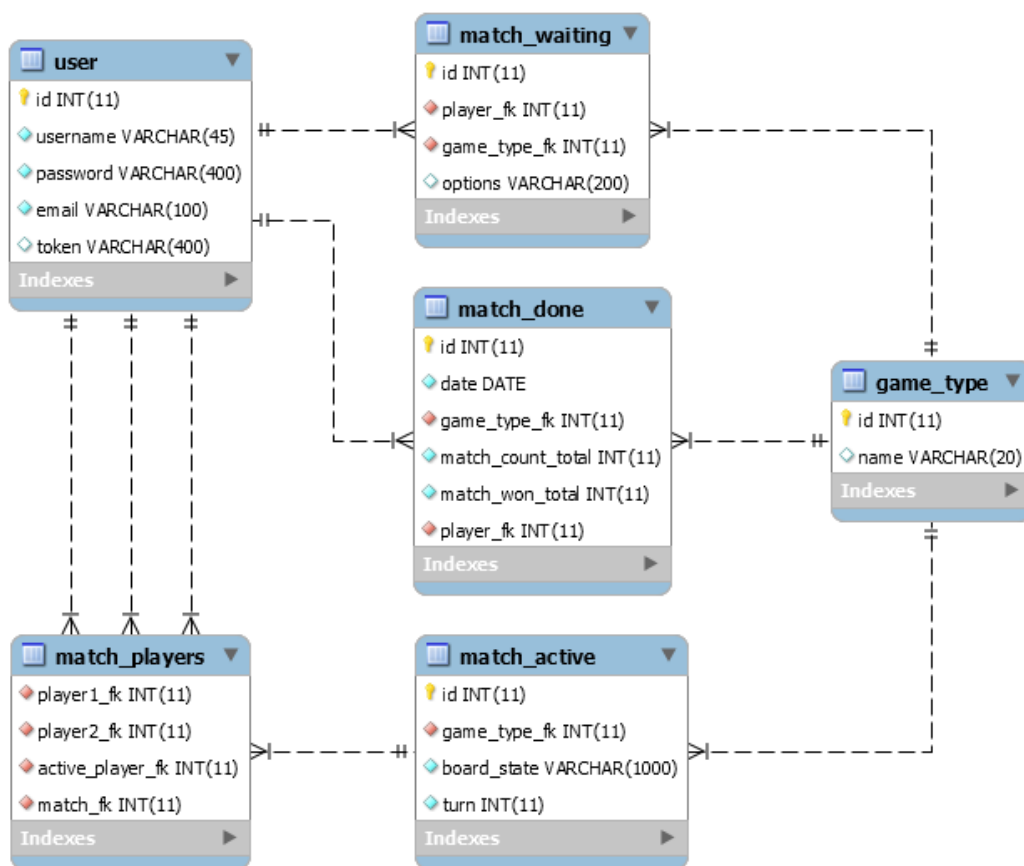 user
id INT(11)
username VARCHAR(45)
password VARCHAR(400)
email VARCHAR(100)
token VARCHAR(400)
Indexes
match_waiting
id INT(11)
player_fk INT(11)
game_type_fk INT(11)
options VARCHAR(200)
Indexes
match_done
id INT(11)
date DATE
game_type_fk INT(11)
match_count_total INT(11)
match_won_total INT(11)
player_fk INT(11)
Indexes
game_type
id INT(11)
name VARCHAR(20)
Indexes
match_players
player1_fk INT(11)
player2_fk INT(11)
active_player_fk INT(11)
match_fk INT(11)
Indexes
match_active
id INT(11)
game_type_fk INT(11)
board_state VARCHAR(1000)
turn INT(11)
Indexes